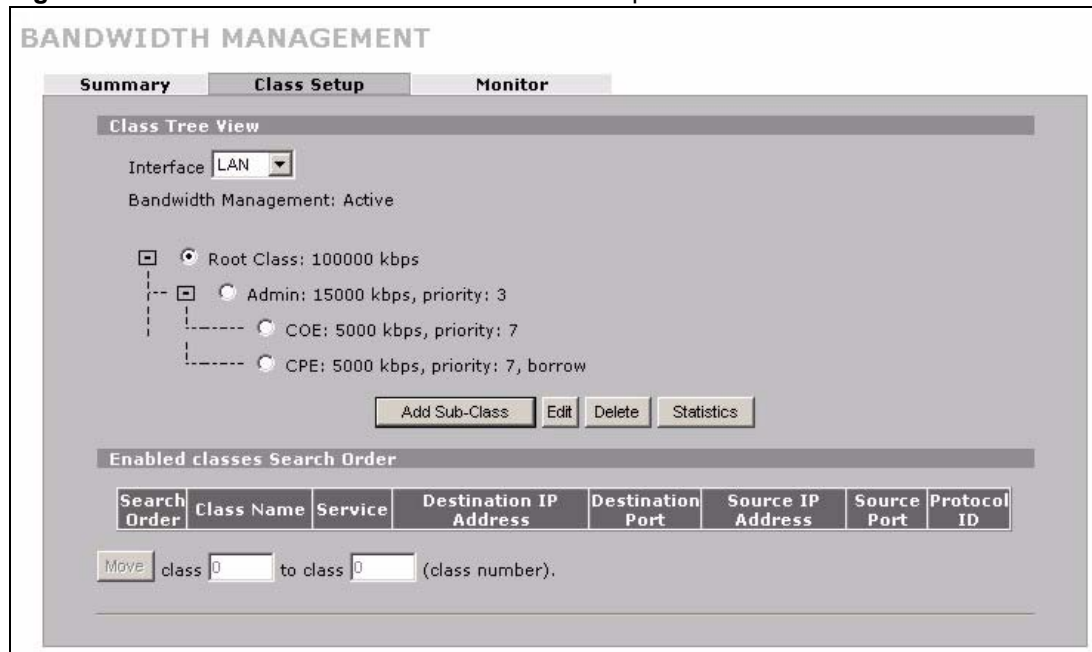 BANDWIDTH MANAGEMENT
Summary Class Setup Monitor
Class Tree View
Interface LAN
Bandwidth Management: Active
Root Class: 100000 kbps
Admin: 15000 kbps, priority: 3
COE: 5000 kbps, priority: 7
CPE: 5000 kbps, priority: 7, borrow
Add Sub-Class Edit Delete Statistics
Enabled classes Search Order
Search Order Class Name Service Destination IP Address Destination Port Source IP Address Source Port Protocol ID
Move class 0 to class 0 (class number).